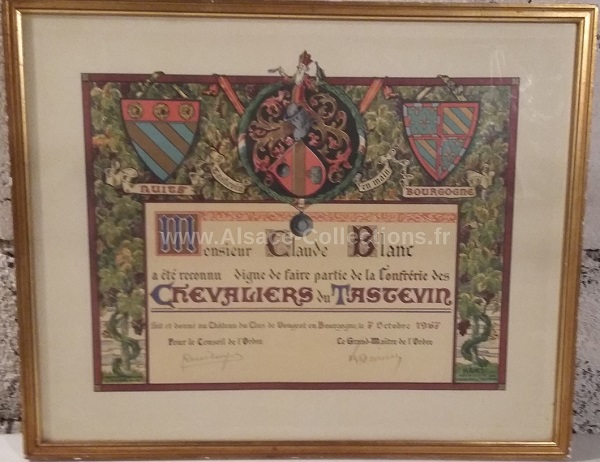 NUITS
en main
BOURGOGNE
www.Alsace-Collections.fr
Monsieur Claude Blanc
a été reconnu digne de faire partie de la Confrérie des
Chevaliers du Tastevin
fait et donné au Château du Clos de Vougeot en Bourgogne, le 7 Octobre 1967
Pour le Conseil de l'Ordre Le Grand-Maître de l'Ordre